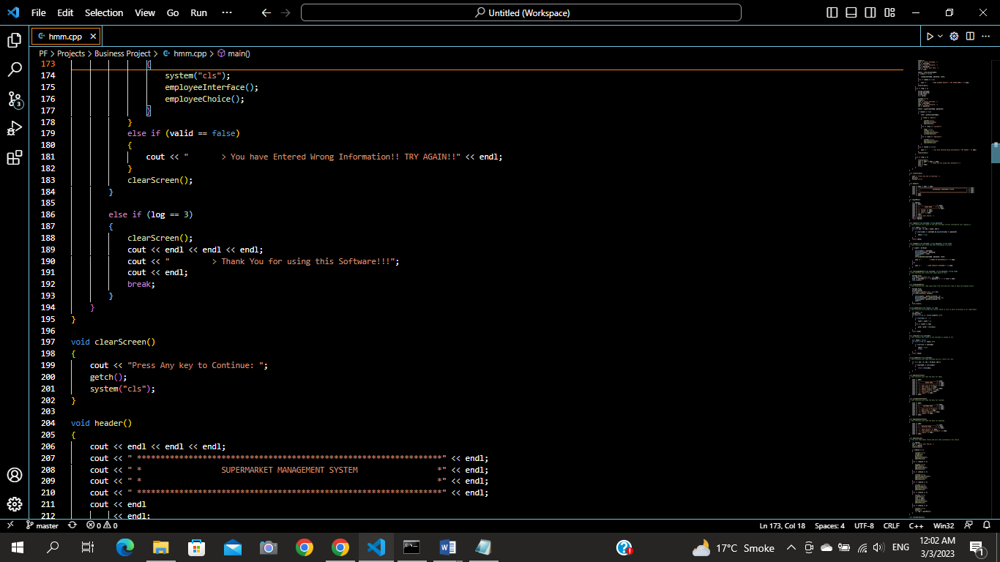 File Edit Selection View Go Run ··· Untitled (Workspace)
hmm.cpp
PF > Projects > Business Project > hmm.cpp > main()
173 {
174 system("cls");
175 employeeInterface();
176 employeeChoice();
177 }
178 }
179 else if (valid == false)
180 {
181 cout << "       > You have Entered Wrong Information!! TRY AGAIN!!" << endl;
182 }
183 clearScreen();
184 }
185
186 else if (log == 3)
187 {
188 clearScreen();
189 cout << endl << endl << endl;
190 cout << "         > Thank You for using this Software!!!";
191 cout << endl;
192 break;
193 }
194 }
195 }
196
197 void clearScreen()
198 {
199 cout << "Press Any key to Continue: ";
200 getch();
201 system("cls");
202 }
203
204 void header()
205 {
206 cout << endl << endl << endl;
207 cout << " *****************************************************************" << endl;
208 cout << " *                 SUPERMARKET MANAGEMENT SYSTEM                 *" << endl;
209 cout << " *                                                               *" << endl;
210 cout << " *****************************************************************" << endl;
211 cout << endl
212 << endl;
3
master 0 0 Ln 173, Col 18 Spaces: 4 UTF-8 CRLF C++ Win32
17°C Smoke ENG 12:02 AM
3/3/2023
1